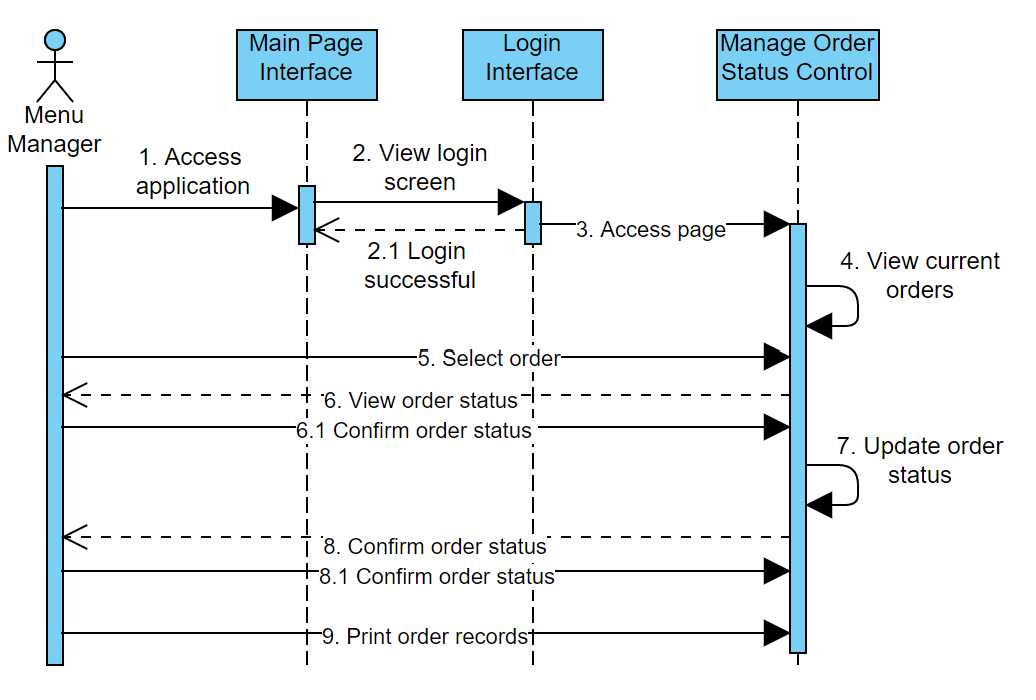 Menu
Manager
Main Page
Interface
Login
Interface
Manage Order
Status Control
1. Access
application
2. View login
screen
2.1 Login
successful
3. Access page
4. View current
orders
5. Select order
6. View order status
6.1 Confirm order status
7. Update order
status
8. Confirm order status
8.1 Confirm order status
9. Print order records